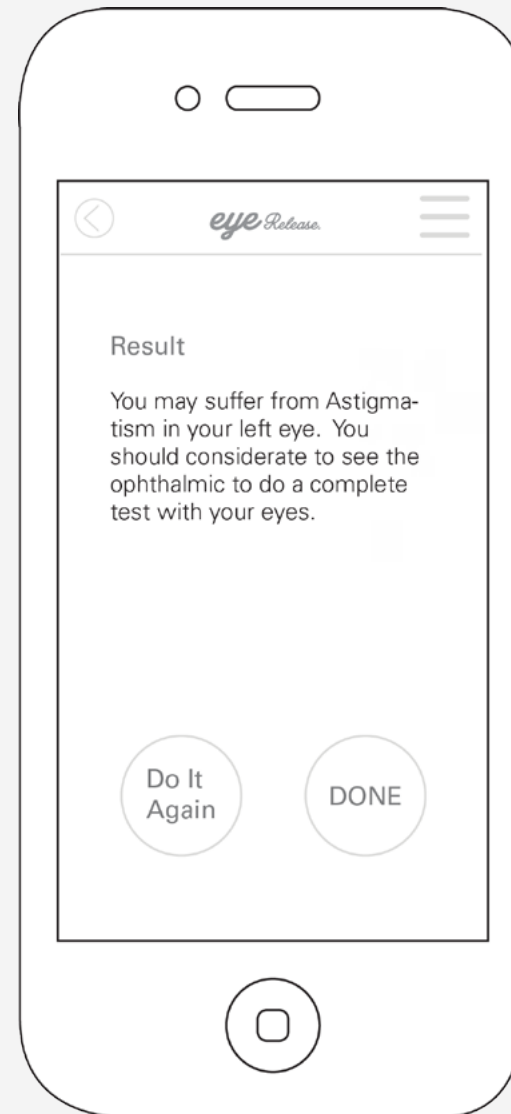 eye Release.
Result
You may suffer from Astigma-
tism in your left eye. You
should considerate to see the
ophthalmic to do a complete
test with your eyes.
Do It
Again
DONE